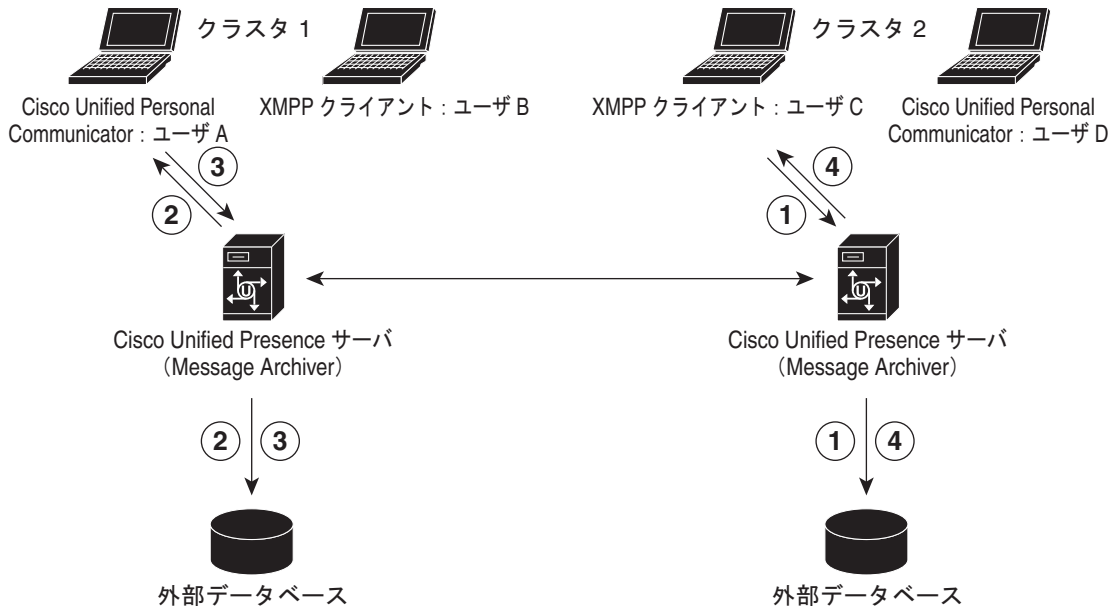 クラスタ 1
クラスタ 2
Cisco Unified Personal
Communicator：ユーザ A
XMPP クライアント：ユーザ B
XMPP クライアント：ユーザ C
Cisco Unified Personal
Communicator：ユーザ D
3
2
4
1
U
U
Cisco Unified Presence サーバ
（Message Archiver）
Cisco Unified Presence サーバ
（Message Archiver）
2 3
1 4
外部データベース
外部データベース